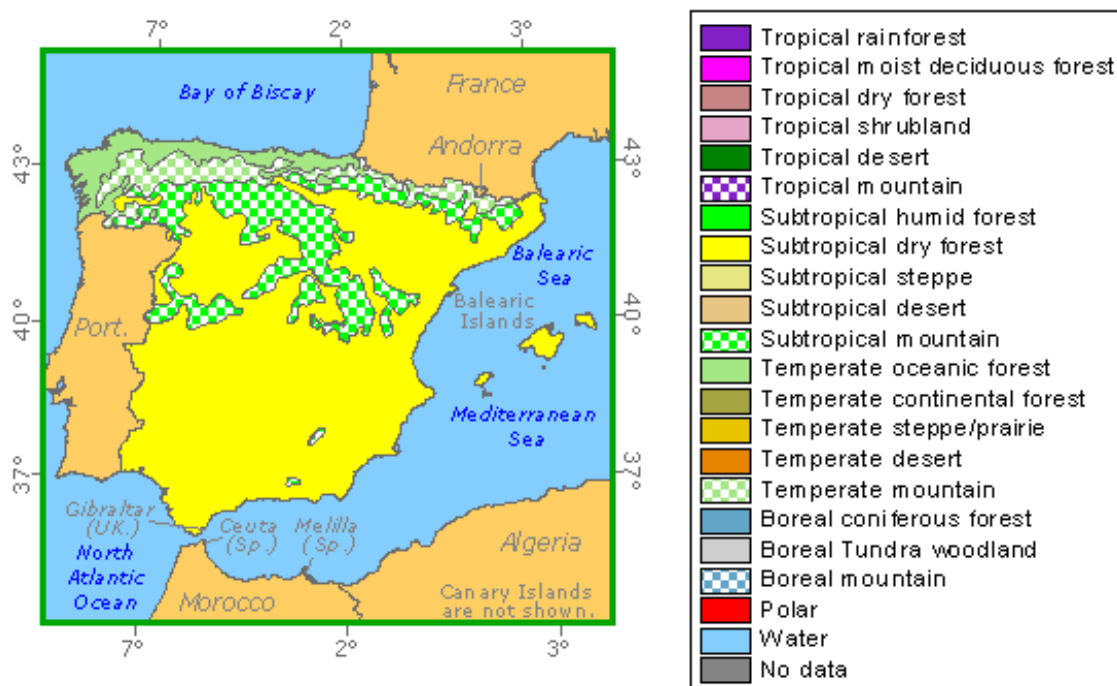 7°
2°
3°
Bay of Biscay
France
Andorra
43°
43°
Balearic
Sea
Balearic
Islands
40°
40°
Port.
Mediterranean
Sea
37°
37°
Gibraltar
(UK.)
Ceuta
(Sp.)
Melilla
(Sp.)
North
Atlantic
Ocean
Algeria
Morocco
Canary Islands
are not shown.
7°
2°
3°
Tropical rainforest
Tropical moist deciduous forest
Tropical dry forest
Tropical shrubland
Tropical desert
Tropical mountain
Subtropical humid forest
Subtropical dry forest
Subtropical steppe
Subtropical desert
Subtropical mountain
Temperate oceanic forest
Temperate continental forest
Temperate steppe/prairie
Temperate desert
Temperate mountain
Boreal coniferous forest
Boreal Tundra woodland
Boreal mountain
Polar
Water
No data